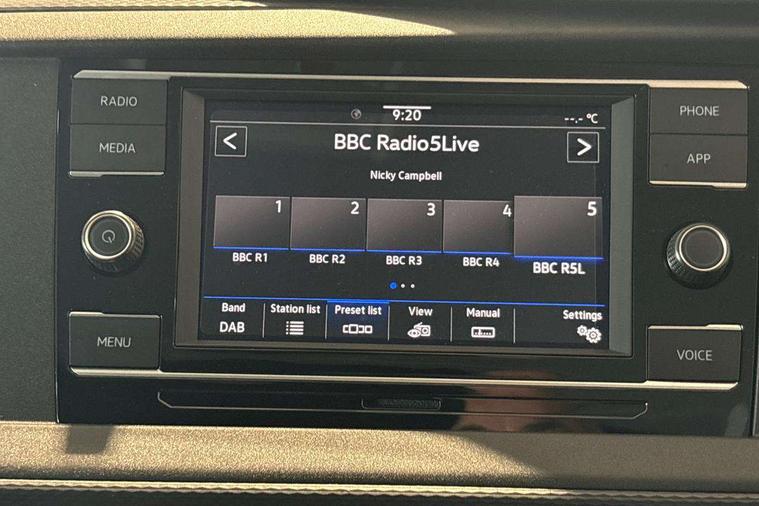 RADIO
MEDIA
MENU
9:20
--.- °C
BBC Radio5Live
Nicky Campbell
1 2 3 4 5
BBC R1 BBC R2 BBC R3 BBC R4 BBC R5L
Band Station list Preset list View Manual Settings
DAB
PHONE
APP
VOICE